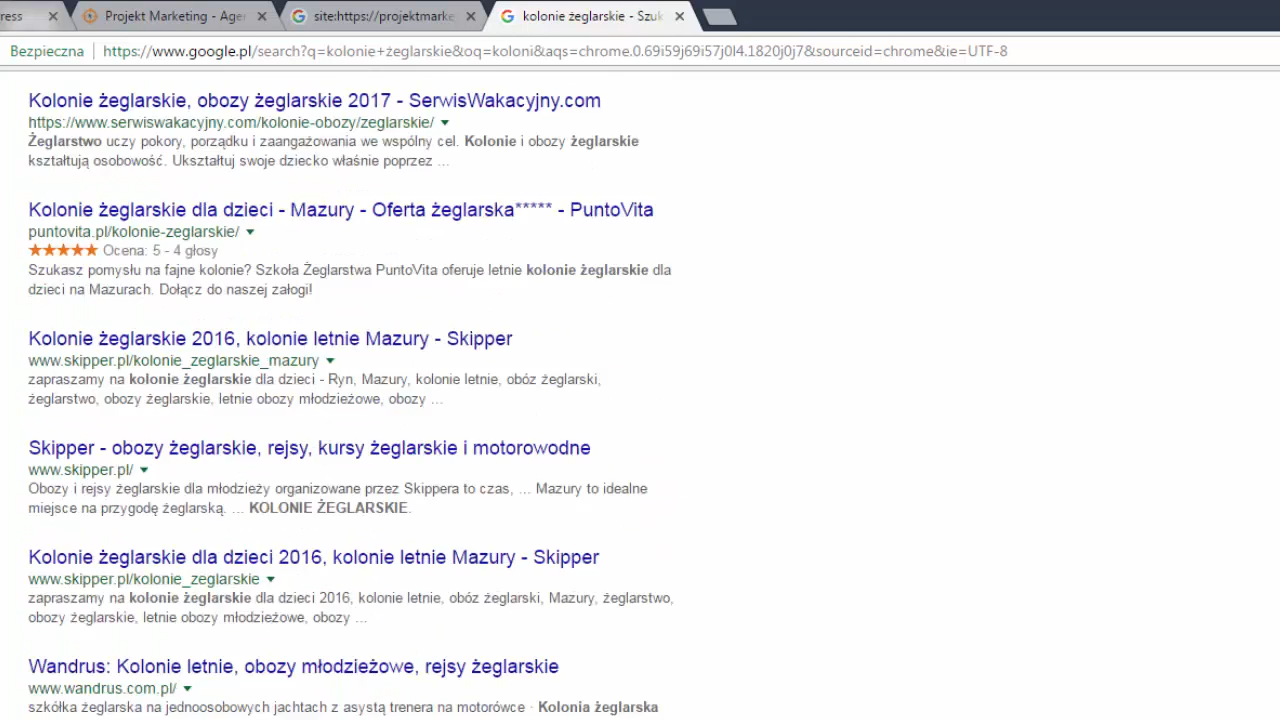 ress
Projekt Marketing - Agen
site:https://projektmarke
kolonie żeglarskie - Szuk
Bezpieczna
https://www.google.pl/search?q=kolonie+żeglarskie&oq=koloni&aqs=chrome.0.69i59j69i57j0l4.1820j0j7&sourceid=chrome&ie=UTF-8
Kolonie żeglarskie, obozy żeglarskie 2017 - SerwisWakacyjny.com
https://www.serwiswakacyjny.com/kolonie-obozy/zeglarskie/
Żeglarstwo uczy pokory, porządku i zaangażowania we wspólny cel. Kolonie i obozy żeglarskie
kształtują osobowość. Ukształtuj swoje dziecko właśnie poprzez ...
Kolonie żeglarskie dla dzieci - Mazury - Oferta żeglarska***** - PuntoVita
puntovita.pl/kolonie-zeglarskie/
Ocena: 5 - 4 głosy
Szukasz pomysłu na fajne kolonie? Szkoła Żeglarstwa PuntoVita oferuje letnie kolonie żeglarskie dla
dzieci na Mazurach. Dołącz do naszej załogi!
Kolonie żeglarskie 2016, kolonie letnie Mazury - Skipper
www.skipper.pl/kolonie_zeglarskie_mazury
zapraszamy na kolonie żeglarskie dla dzieci - Ryn, Mazury, kolonie letnie, obóz żeglarski,
żeglarstwo, obozy żeglarskie, letnie obozy młodzieżowe, obozy ...
Skipper - obozy żeglarskie, rejsy, kursy żeglarskie i motorowodne
www.skipper.pl/
Obozy i rejsy żeglarskie dla młodzieży organizowane przez Skippera to czas, ... Mazury to idealne
miejsce na przygodę żeglarską. ... KOLONIE ŻEGLARSKIE.
Kolonie żeglarskie dla dzieci 2016, kolonie letnie Mazury - Skipper
www.skipper.pl/kolonie_zeglarskie
zapraszamy na kolonie żeglarskie dla dzieci 2016, kolonie letnie, obóz żeglarski, Mazury, żeglarstwo,
obozy żeglarskie, letnie obozy młodzieżowe, obozy ...
Wandrus: Kolonie letnie, obozy młodzieżowe, rejsy żeglarskie
www.wandrus.com.pl/
szkółka żeglarska na jednoosobowych jachtach z asystą trenera na motorówce · Kolonia żeglarska